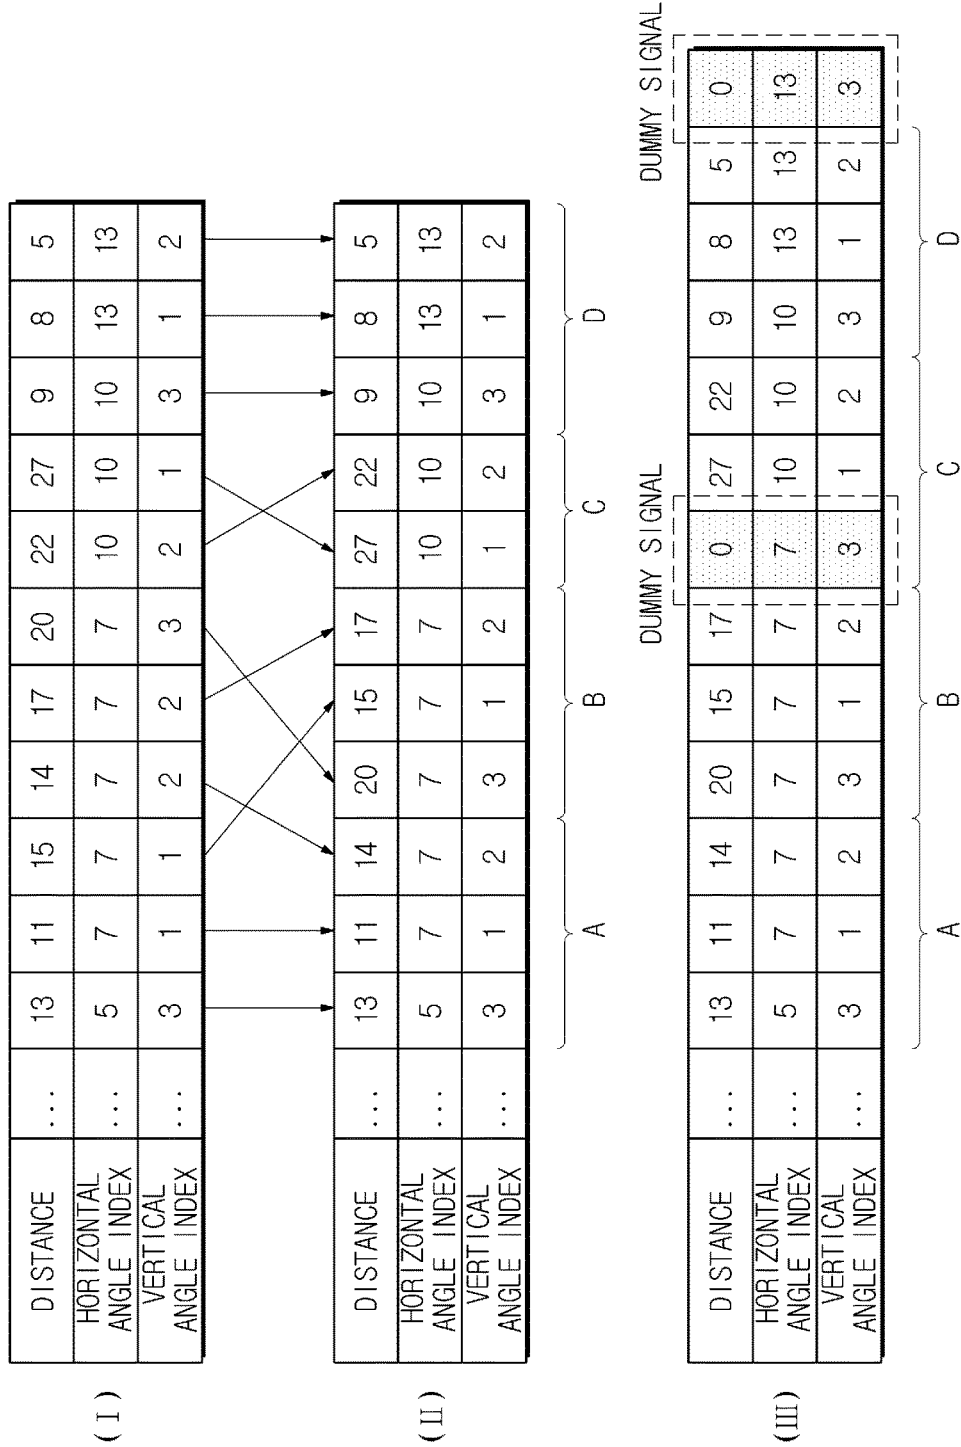 (I)
DISTANCE ... 13 11 15 14 17 20 22 27 9 8 5
HORIZONTAL
ANGLE INDEX ... 5 7 7 7 7 7 10 10 10 13 13
VERTICAL
ANGLE INDEX ... 3 1 1 2 2 3 2 1 3 1 2
(II)
DISTANCE ... 13 11 14 20 15 17 27 22 9 8 5
HORIZONTAL
ANGLE INDEX ... 5 7 7 7 7 7 10 10 10 13 13
VERTICAL
ANGLE INDEX ... 3 1 2 3 1 2 1 2 3 1 2
A B C D
DUMMY SIGNAL DUMMY SIGNAL
(III)
DISTANCE ... 13 11 14 20 15 17 0 27 22 9 8 5 0
HORIZONTAL
ANGLE INDEX ... 5 7 7 7 7 7 7 10 10 10 13 13 13
VERTICAL
ANGLE INDEX ... 3 1 2 3 1 2 3 1 2 3 1 2 3
A B C D